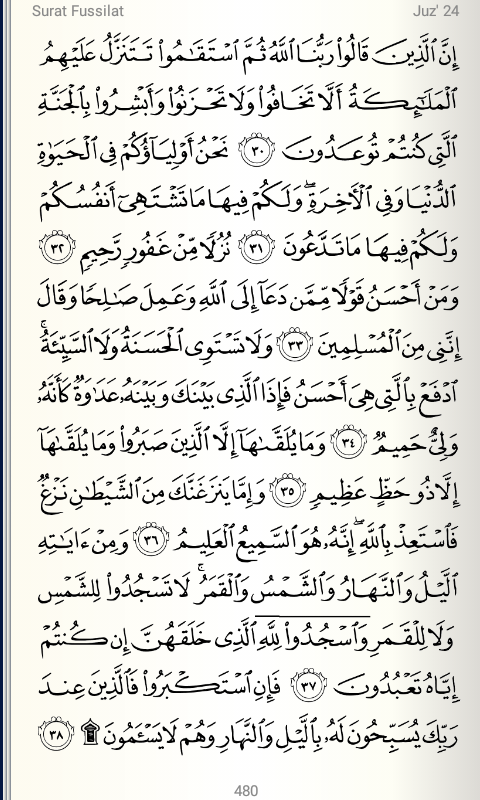 Surat Fussilat
Juz' 24
إِنَّ ٱلَّذِينَ قَالُوا۟ رَبُّنَا ٱللَّهُ ثُمَّ ٱسْتَقَـٰمُوا۟ تَتَنَزَّلُ عَلَيْهِمُ
ٱلْمَلَـٰٓئِكَةُ أَلَّا تَخَافُوا۟ وَلَا تَحْزَنُوا۟ وَأَبْشِرُوا۟ بِٱلْجَنَّةِ
ٱلَّتِى كُنتُمْ تُوعَدُونَ ٣٠ نَحْنُ أَوْلِيَآؤُكُمْ فِى ٱلْحَيَوٰةِ
ٱلدُّنْيَا وَفِى ٱلْـَٔاخِرَةِ ۖ وَلَكُمْ فِيهَا مَا تَشْتَهِىٓ أَنفُسُكُمْ
وَلَكُمْ فِيهَا مَا تَدَّعُونَ ٣١ نُزُلًا مِّنْ غَفُورٍ رَّحِيمٍ ٣٢
وَمَنْ أَحْسَنُ قَوْلًا مِّمَّن دَعَآ إِلَى ٱللَّهِ وَعَمِلَ صَـٰلِحًا وَقَالَ
إِنَّنِى مِنَ ٱلْمُسْلِمِينَ ٣٣ وَلَا تَسْتَوِى ٱلْحَسَنَةُ وَلَا ٱلسَّيِّئَةُ ۚ
ٱدْفَعْ بِٱلَّتِى هِىَ أَحْسَنُ فَإِذَا ٱلَّذِى بَيْنَكَ وَبَيْنَهُۥ عَدَٰوَةٌ كَأَنَّهُۥ
وَلِىٌّ حَمِيمٌ ٣٤ وَمَا يُلَقَّىٰهَآ إِلَّا ٱلَّذِينَ صَبَرُوا۟ وَمَا يُلَقَّىٰهَآ
إِلَّا ذُو حَظٍّ عَظِيمٍ ٣٥ وَإِمَّا يَنزَغَنَّكَ مِنَ ٱلشَّيْطَـٰنِ نَزْغٌ
فَٱسْتَعِذْ بِٱللَّهِ ۖ إِنَّهُۥ هُوَ ٱلسَّمِيعُ ٱلْعَلِيمُ ٣٦ وَمِنْ ءَايَـٰتِهِ
ٱلَّيْلُ وَٱلنَّهَارُ وَٱلشَّمْسُ وَٱلْقَمَرُ ۚ لَا تَسْجُدُوا۟ لِلشَّمْسِ
وَلَا لِلْقَمَرِ وَٱسْجُدُوا۟ لِلَّهِ ٱلَّذِى خَلَقَهُنَّ إِن كُنتُمْ
إِيَّاهُ تَعْبُدُونَ ٣٧ فَإِنِ ٱسْتَكْبَرُوا۟ فَٱلَّذِينَ عِندَ
رَبِّكَ يُسَبِّحُونَ لَهُۥ بِٱلَّيْلِ وَٱلنَّهَارِ وَهُمْ لَا يَسْـَٔمُونَ ۩ ٣٨
480